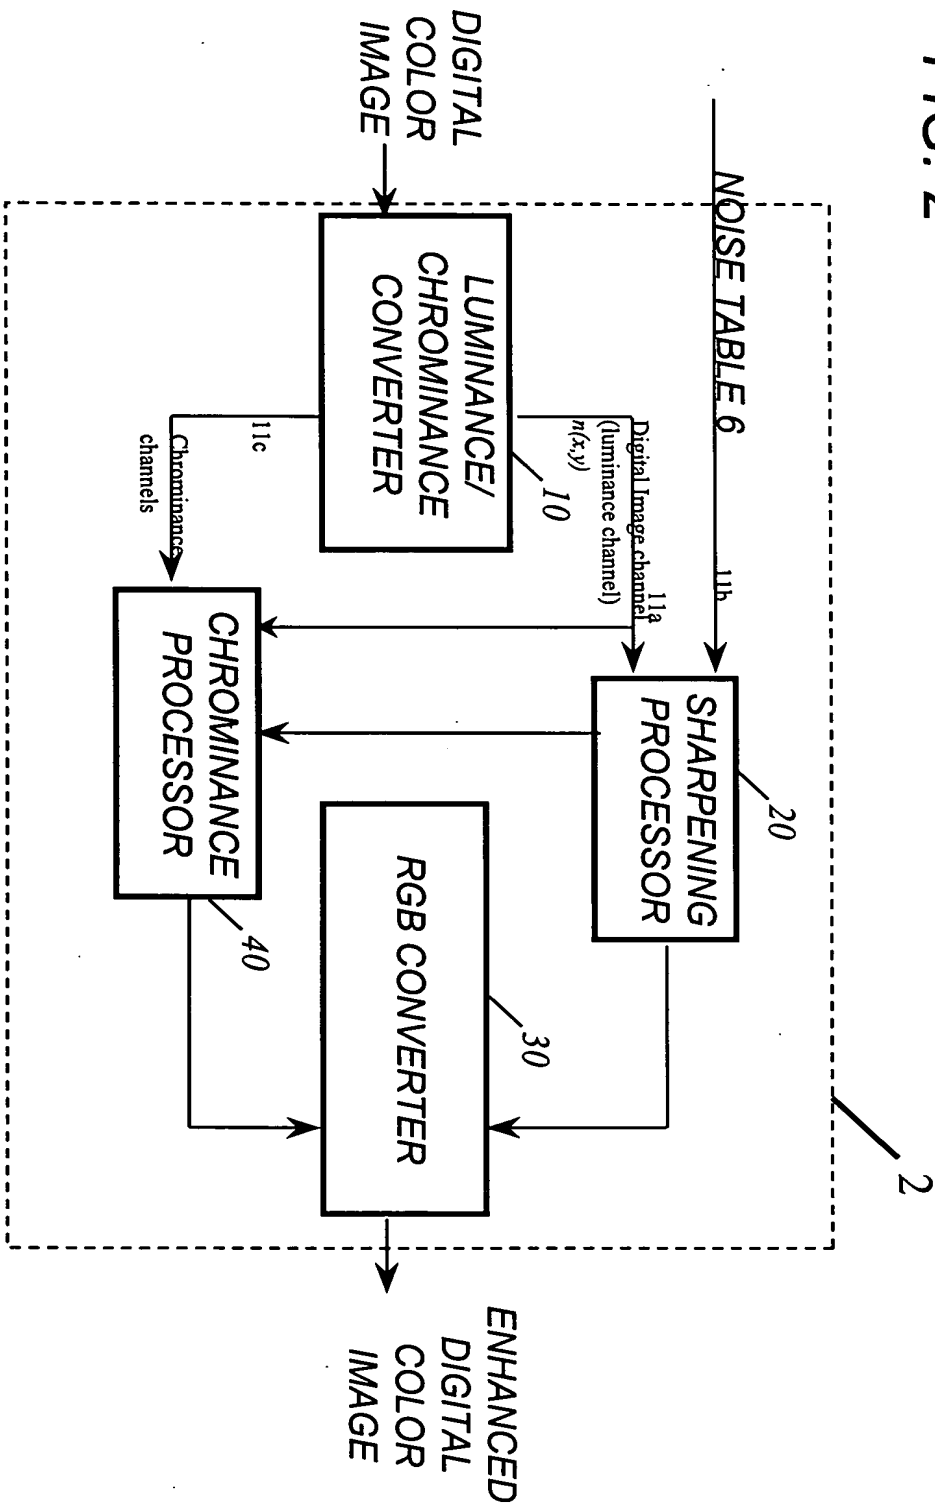 FIG. 2
NOISE TABLE 6
11b
DIGITAL
COLOR
IMAGE
LUMINANCE/
CHROMINANCE
CONVERTER
10
11a
Digital Image channel
(luminance channel)
n(x,y)
11c
Chrominance
channels
SHARPENING
PROCESSOR
20
CHROMINANCE
PROCESSOR
40
RGB CONVERTER
30
2
ENHANCED
DIGITAL
COLOR
IMAGE